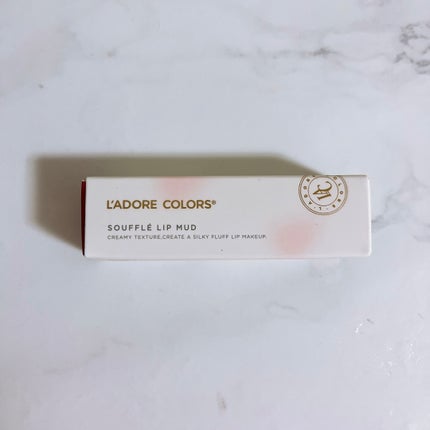 L'ADORE COLORS®
SOUFFLÉ LIP MUD
CREAMY TEXTURE,CREATE A SILKY FLUFF LIP MAKEUP.